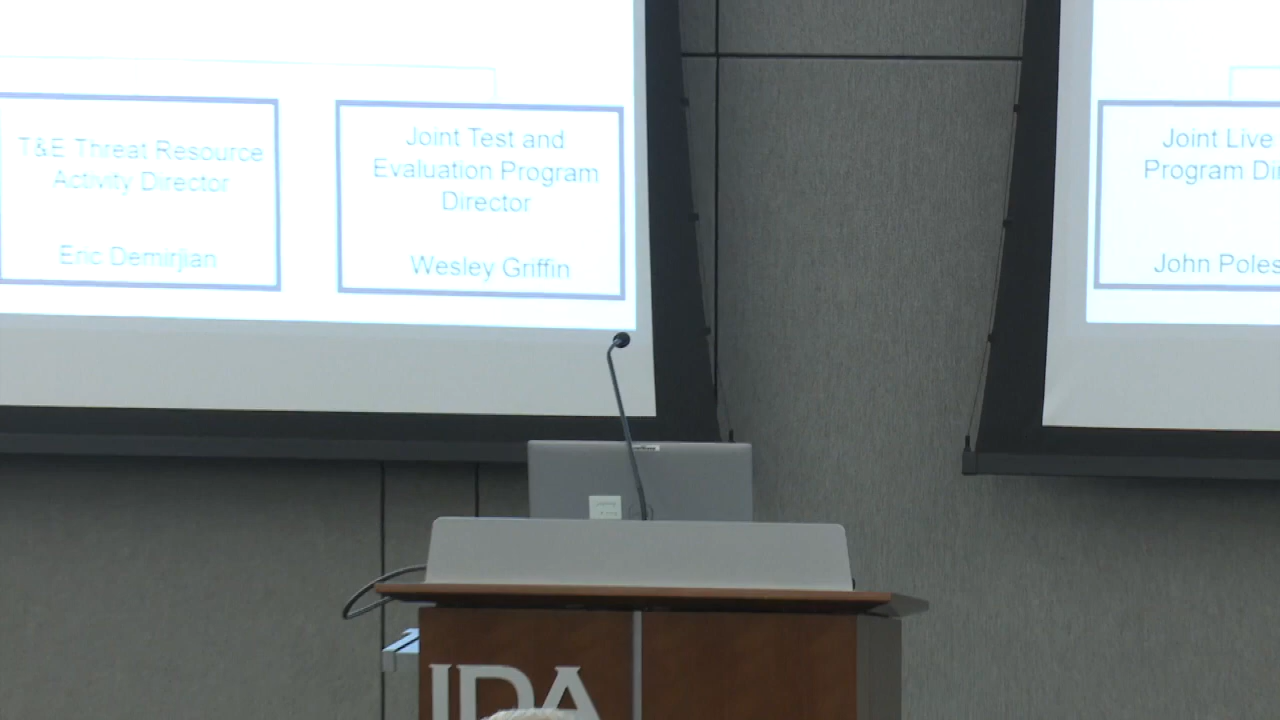 T&E Threat Resource
Activity Director
Eric Demirjian
Joint Test and
Evaluation Program
Director
Wesley Griffin
Joint Live
Program Dir
John Poles
IDA